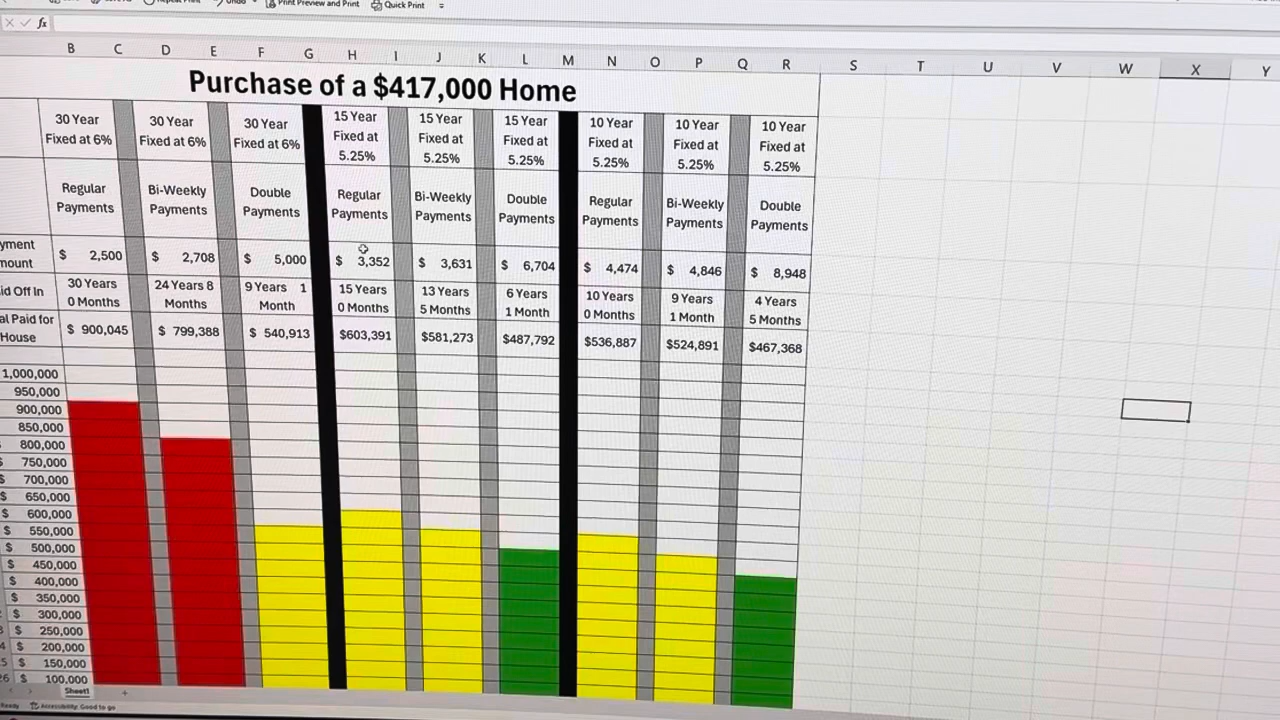 Print Preview and Print Quick Print
fx
B C D E F G H I J K L M N O P Q R S T U V W X Y
Purchase of a $417,000 Home
30 Year Fixed at 6% 30 Year Fixed at 6% 30 Year Fixed at 6% 15 Year Fixed at 5.25% 15 Year Fixed at 5.25% 15 Year Fixed at 5.25% 10 Year Fixed at 5.25% 10 Year Fixed at 5.25% 10 Year Fixed at 5.25%
Regular Payments Bi-Weekly Payments Double Payments Regular Payments Bi-Weekly Payments Double Payments Regular Payments Bi-Weekly Payments Double Payments
yment mount $ 2,500 $ 2,708 $ 5,000 $ 3,352 $ 3,631 $ 6,704 $ 4,474 $ 4,846 $ 8,948
id Off In 30 Years 0 Months 24 Years 8 Months 9 Years 1 Month 15 Years 0 Months 13 Years 5 Months 6 Years 1 Month 10 Years 0 Months 9 Years 1 Month 4 Years 5 Months
al Paid for House $ 900,045 $ 799,388 $ 540,913 $603,391 $581,273 $487,792 $536,887 $524,891 $467,368
1,000,000
950,000
900,000
850,000
800,000
$ 750,000
$ 700,000
$ 650,000
$ 600,000
$ 550,000
$ 500,000
$ 450,000
$ 400,000
$ 350,000
$ 300,000
$ 250,000
$ 200,000
$ 150,000
26 $ 100,000
Sheet1 +
Ready Accessibility: Good to go